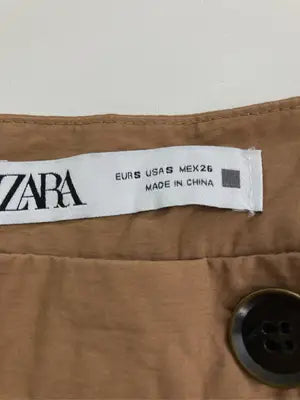 ZARA
EUR S USA S MEX 26
MADE IN CHINA